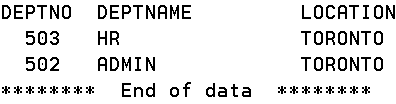 DEPTNO  DEPTNAME         LOCATION
  503   HR               TORONTO
  502   ADMIN            TORONTO
********  End of data  ********